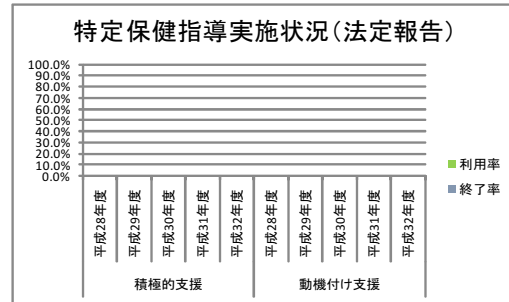 特定保健指導実施状況(法定報告)
100.0%
90.0%
80.0%
70.0%
60.0%
50.0%
40.0%
30.0%
20.0%
10.0%
0.0%
平成28年度
平成29年度
平成30年度
平成31年度
平成32年度
平成28年度
平成29年度
平成30年度
平成31年度
平成32年度
積極的支援
動機付け支援
利用率
終了率